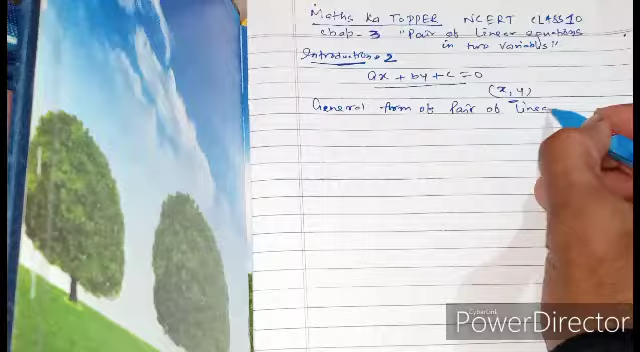 Maths Ka TOPPER NCERT CLASS 10
Chap-3 "Pair of Linear equations
in two variables"
Introduction 2
ax + by + c = 0
(x, y)
General form of Pair of linea
CyberLink
PowerDirector